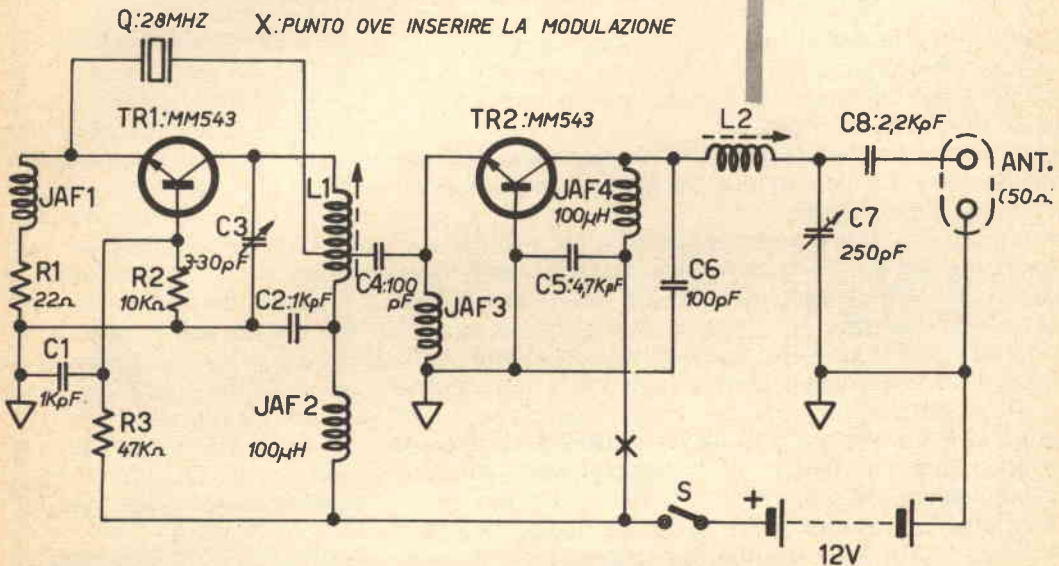 Q:28MHZ
X:PUNTO OVE INSERIRE LA MODULAZIONE
TR1:MM543
TR2:MM543
L2
C8:2,2KpF
JAF1
L1
JAF4
100µH
ANT.
(50Ω
C3
3-30pF
C7
250pF
R1
22Ω
R2
10KΩ
C2:1KpF
C4:100
pF
C5:4,7KpF
C6
100pF
JAF3
C1
1KpF.
R3
47KΩ
JAF2
100µH
X
S
+
-
12V